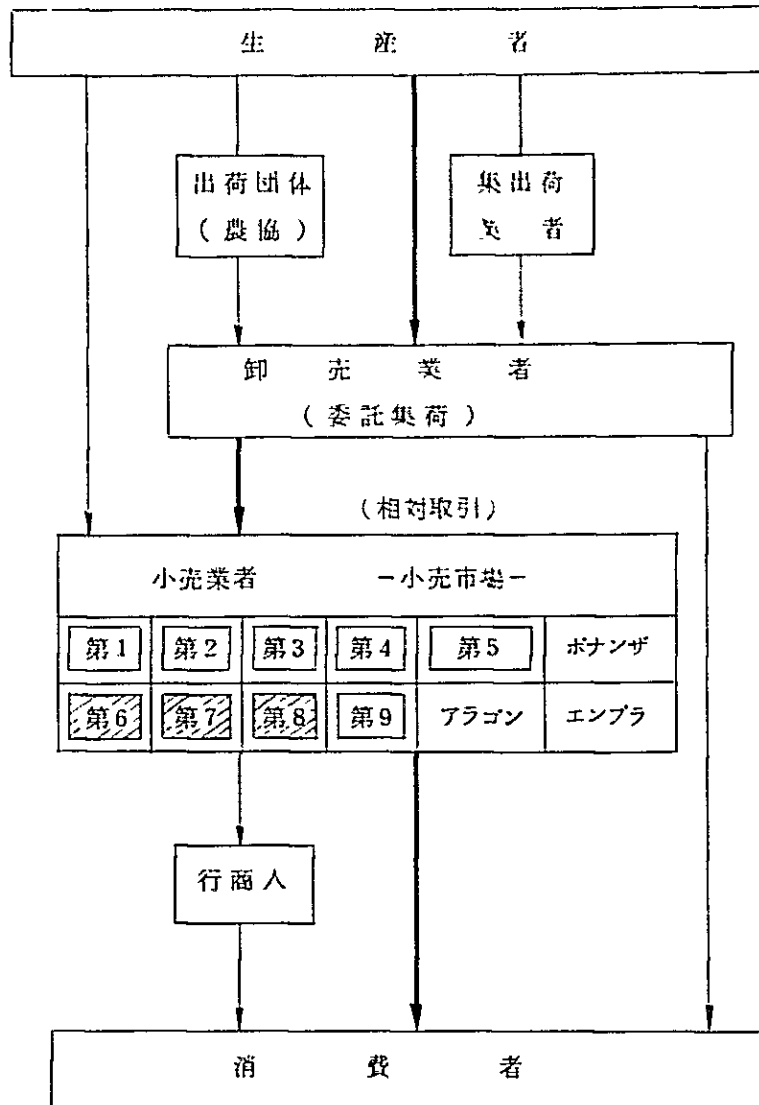 生産者
出荷団体
(農協)
集出荷
業者
卸売業者
(委託集荷)
(相対取引)
小売業者 －小売市場－
第1 第2 第3 第4 第5 ボナンザ
第6 第7 第8 第9 アラゴン エンプラ
行商人
消費者